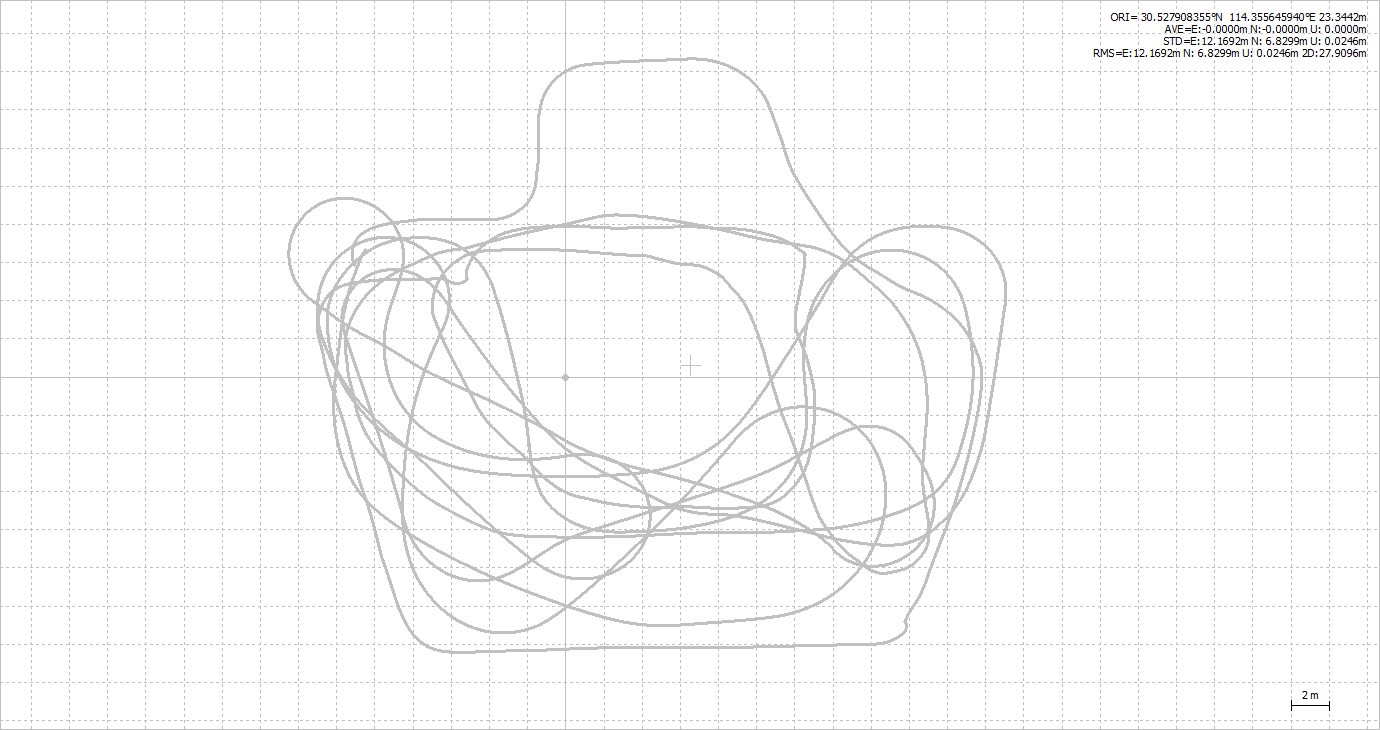 ORI= 30.527908355°N 114.355645940°E 23.3442m
AVE=E:-0.0000m N:-0.0000m U: 0.0000m
STD=E:12.1692m N: 6.8299m U: 0.0246m
RMS=E:12.1692m N: 6.8299m U: 0.0246m 2D:27.9096m
2 m